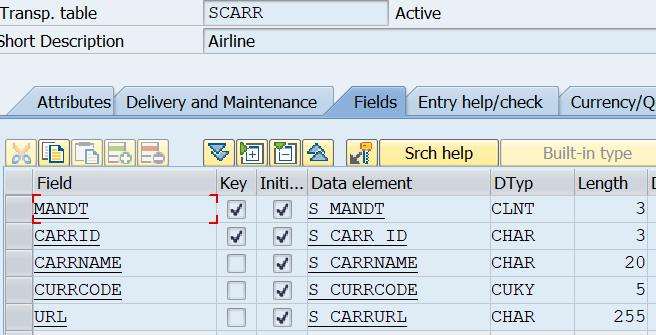 Transp. table SCARR Active
Short Description Airline
Attributes Delivery and Maintenance Fields Entry help/check Currency/Q
Srch help Built-in type
Field Key Initi... Data element DTyp Length
MANDT S_MANDT CLNT 3
CARRID S_CARR_ID CHAR 3
CARRNAME S_CARRNAME CHAR 20
CURRCODE S_CURRCODE CUKY 5
URL S_CARRURL CHAR 255